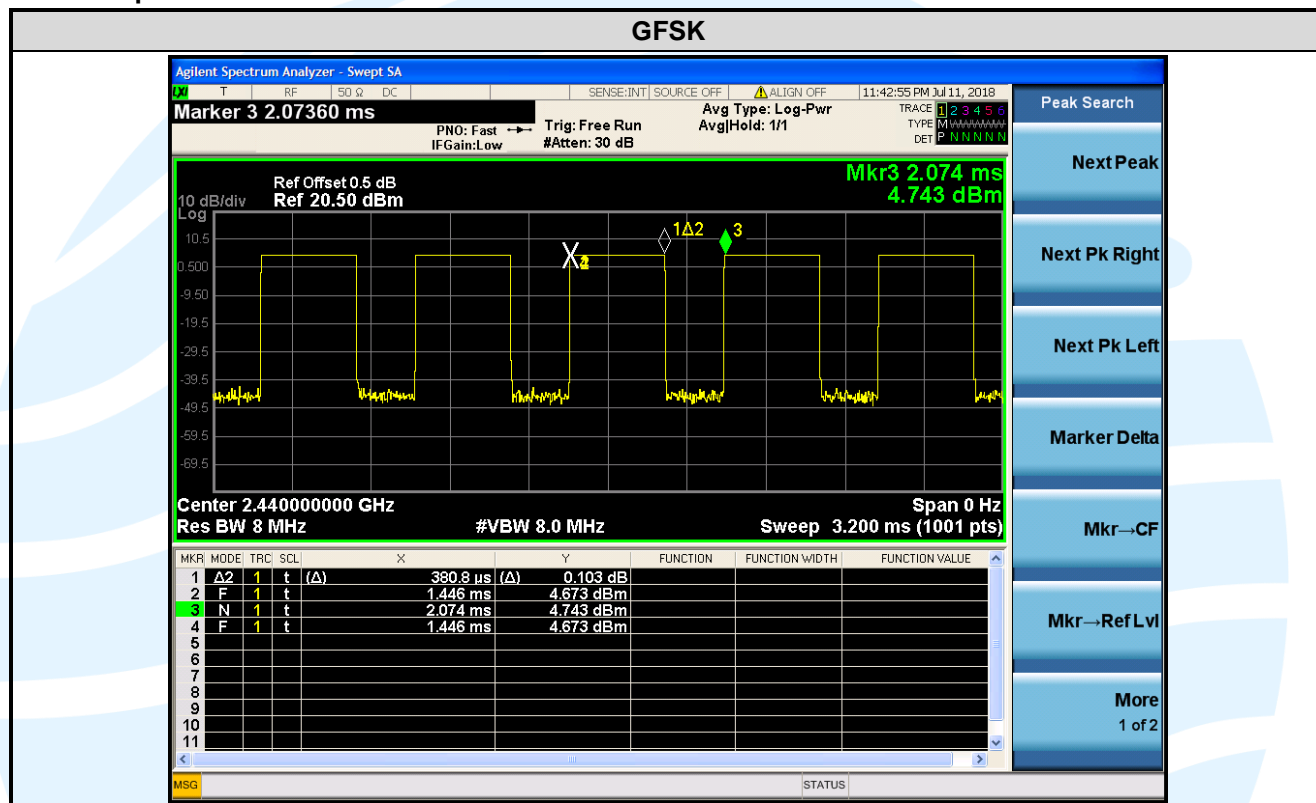 GFSK
Agilent Spectrum Analyzer - Swept SA
LXI T RF 50 Ω DC SENSE:INT SOURCE OFF ALIGN OFF 11:42:55 PM Jul 11, 2018
Marker 3 2.07360 ms
PNO: Fast
IFGain:Low
Trig: Free Run
#Atten: 30 dB
Avg Type: Log-Pwr
Avg|Hold: 1/1
TRACE 1 2 3 4 5 6
TYPE M
DET P N N N N N
Peak Search
Next Peak
Next Pk Right
Next Pk Left
Marker Delta
Mkr→CF
Mkr→Ref Lvl
More
1 of 2
Mkr3 2.074 ms
4.743 dBm
Ref Offset 0.5 dB
10 dB/div Ref 20.50 dBm
Log
10.5
0.500
-9.50
-19.5
-29.5
-39.5
-49.5
-59.5
-69.5
1Δ2
3
Center 2.440000000 GHz Span 0 Hz
Res BW 8 MHz #VBW 8.0 MHz Sweep 3.200 ms (1001 pts)
MKR MODE TRC SCL X Y FUNCTION FUNCTION WIDTH FUNCTION VALUE
1 Δ2 1 t (Δ) 380.8 µs (Δ) 0.103 dB
2 F 1 t 1.446 ms 4.673 dBm
3 N 1 t 2.074 ms 4.743 dBm
4 F 1 t 1.446 ms 4.673 dBm
5
6
7
8
9
10
11
MSG STATUS